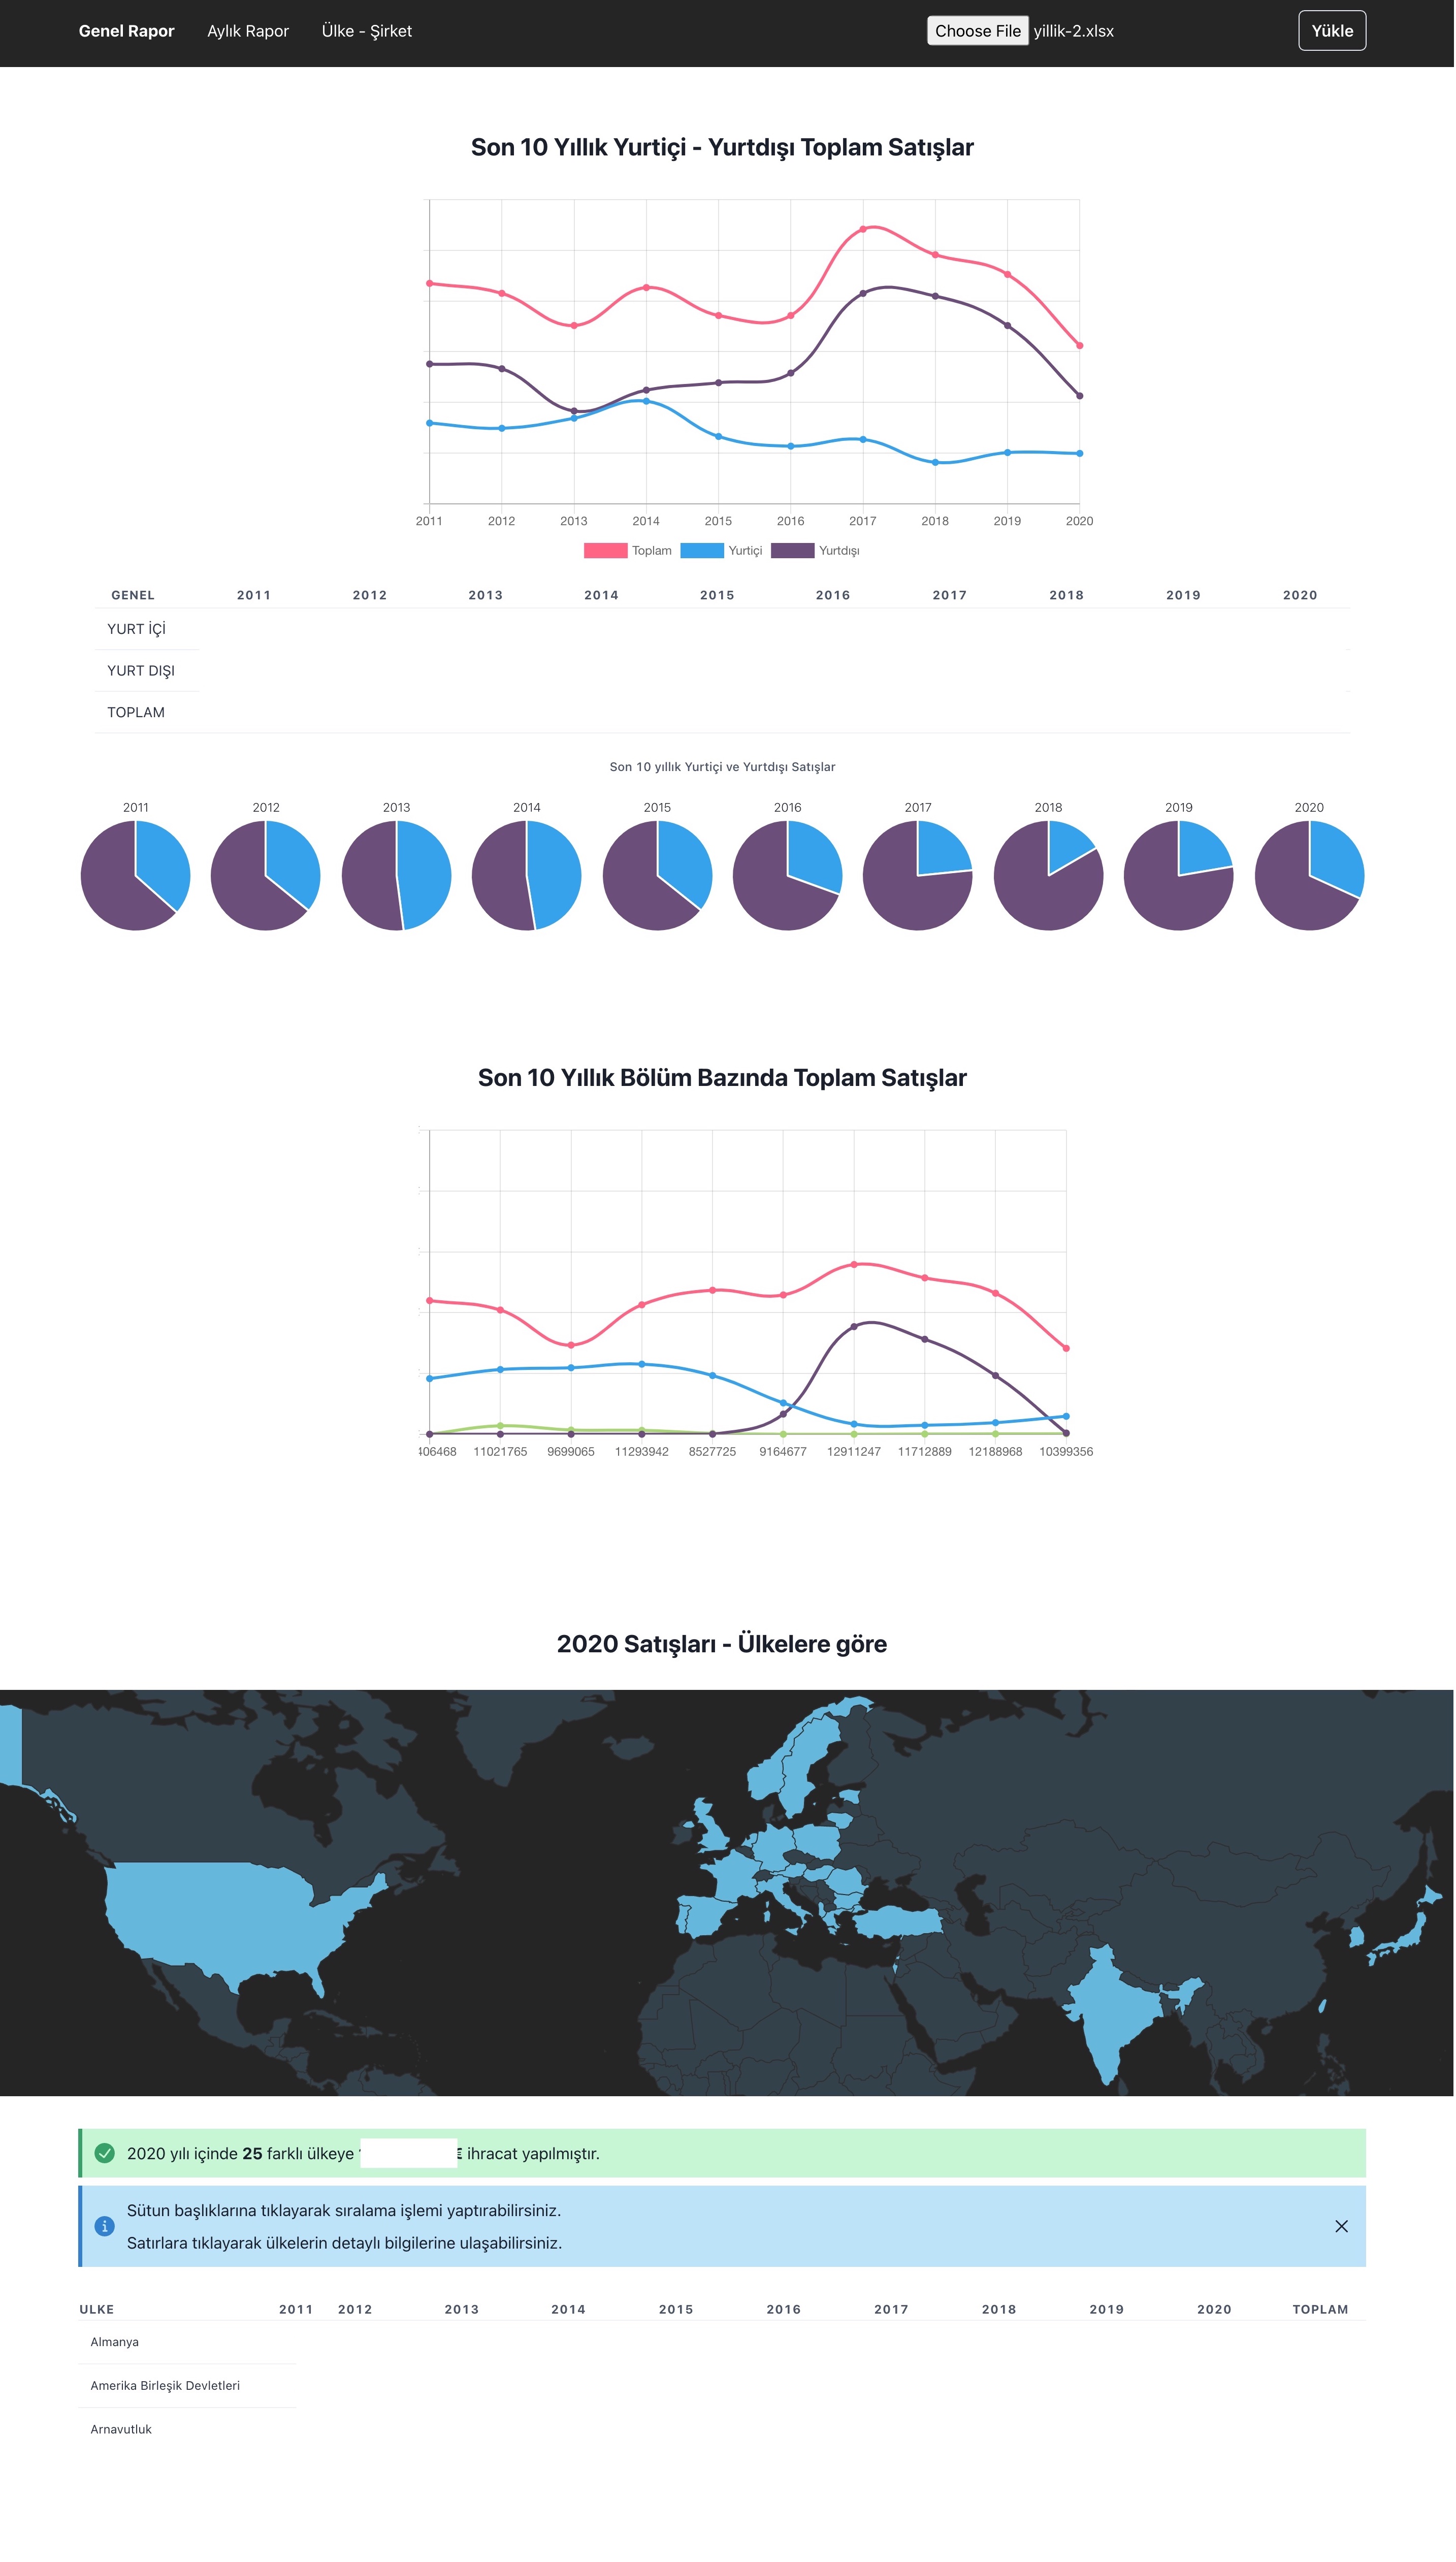 Genel Rapor Aylık Rapor Ülke - Şirket Choose File yillik-2.xlsx Yükle
Son 10 Yıllık Yurtiçi - Yurtdışı Toplam Satışlar
2011 2012 2013 2014 2015 2016 2017 2018 2019 2020
Toplam Yurtiçi Yurtdışı
GENEL 2011 2012 2013 2014 2015 2016 2017 2018 2019 2020
YURT İÇİ
YURT DIŞI
TOPLAM
Son 10 yıllık Yurtiçi ve Yurtdışı Satışlar
2011 2012 2013 2014 2015 2016 2017 2018 2019 2020
Son 10 Yıllık Bölüm Bazında Toplam Satışlar
406468 11021765 9699065 11293942 8527725 9164677 12911247 11712889 12188968 10399356
2020 Satışları - Ülkelere göre
2020 yılı içinde 25 farklı ülkeye € ihracat yapılmıştır.
Sütun başlıklarına tıklayarak sıralama işlemi yaptırabilirsiniz.
Satırlara tıklayarak ülkelerin detaylı bilgilerine ulaşabilirsiniz.
ULKE 2011 2012 2013 2014 2015 2016 2017 2018 2019 2020 TOPLAM
Almanya
Amerika Birleşik Devletleri
Arnavutluk